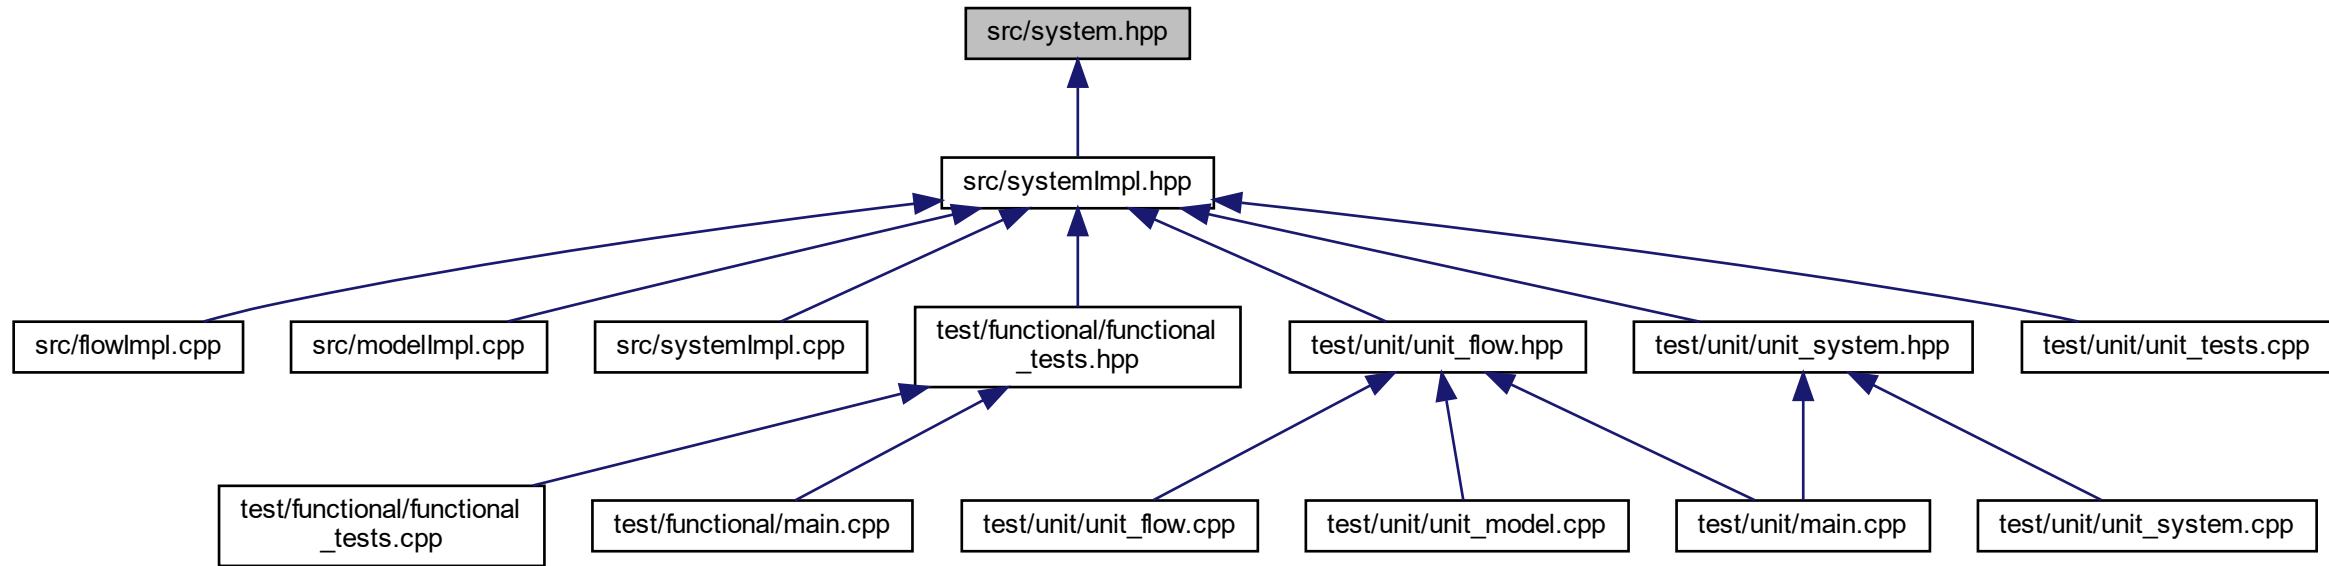 src/system.hpp
src/systemImpl.hpp
src/flowImpl.cpp
src/modelImpl.cpp
src/systemImpl.cpp
test/functional/functional
_tests.hpp
test/unit/unit_flow.hpp
test/unit/unit_system.hpp
test/unit/unit_tests.cpp
test/functional/functional
_tests.cpp
test/functional/main.cpp
test/unit/unit_flow.cpp
test/unit/unit_model.cpp
test/unit/main.cpp
test/unit/unit_system.cpp